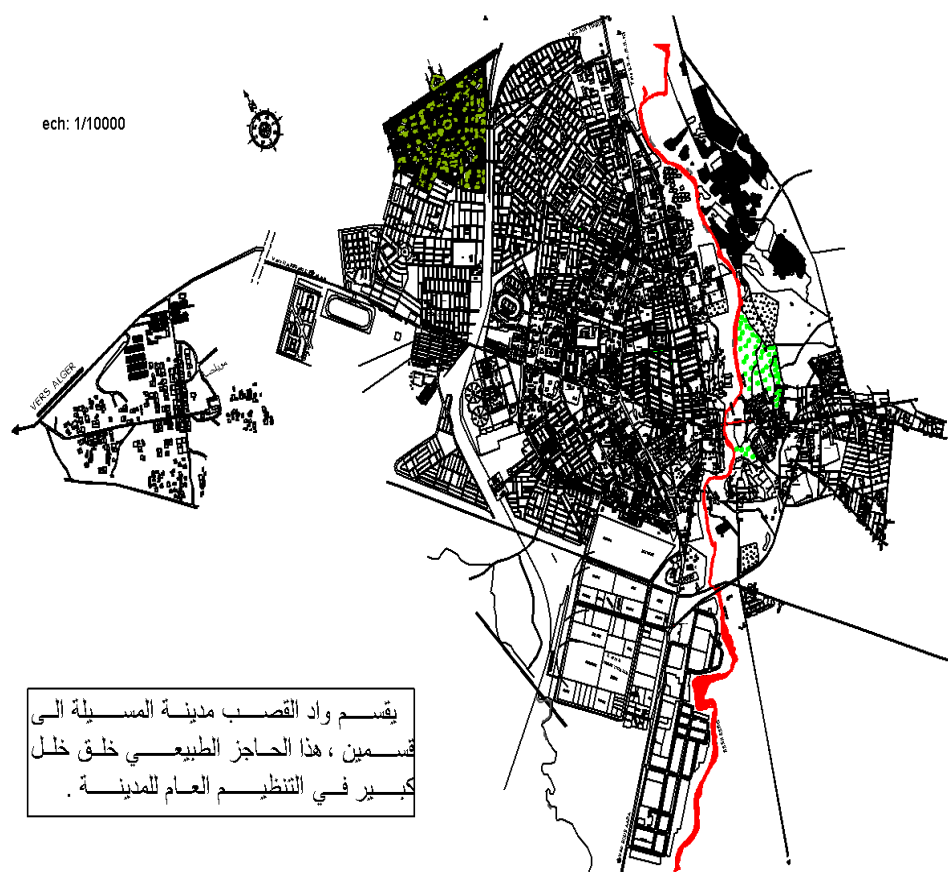 ech: 1/10000
VERS ALGER
يقسم واد القصب مدينة المسيلة الى
قسمين ، هذا الحاجز الطبيعي خلق خلل
كبير في التنظيم العام للمدينة .